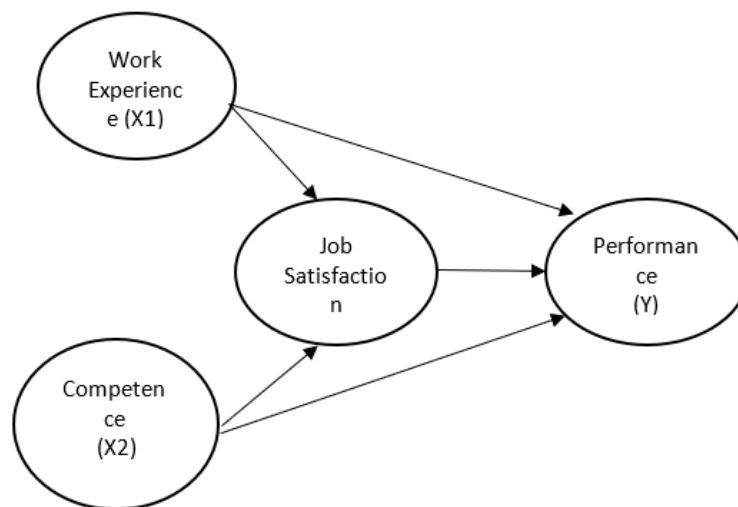 Work
Experienc
e (X1)
Job
Satisfactio
n
Performan
ce
(Y)
Competen
ce
(X2)